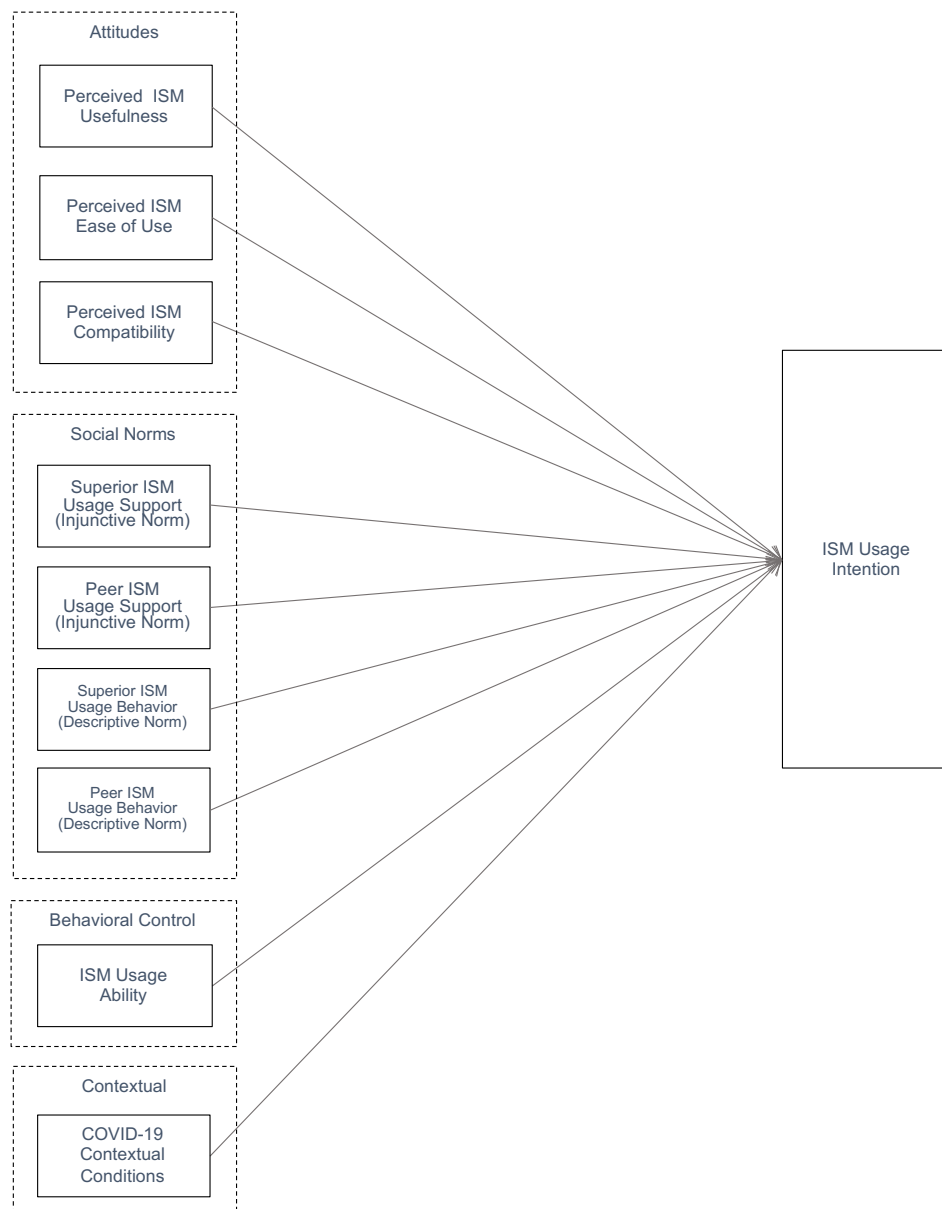 Attitudes
Perceived ISM
Usefulness
Perceived ISM
Ease of Use
Perceived ISM
Compatibility
Social Norms
Superior ISM
Usage Support
(Injunctive Norm)
Peer ISM
Usage Support
(Injunctive Norm)
Superior ISM
Usage Behavior
(Descriptive Norm)
Peer ISM
Usage Behavior
(Descriptive Norm)
Behavioral Control
ISM Usage
Ability
Contextual
COVID-19
Contextual
Conditions
ISM Usage
Intention